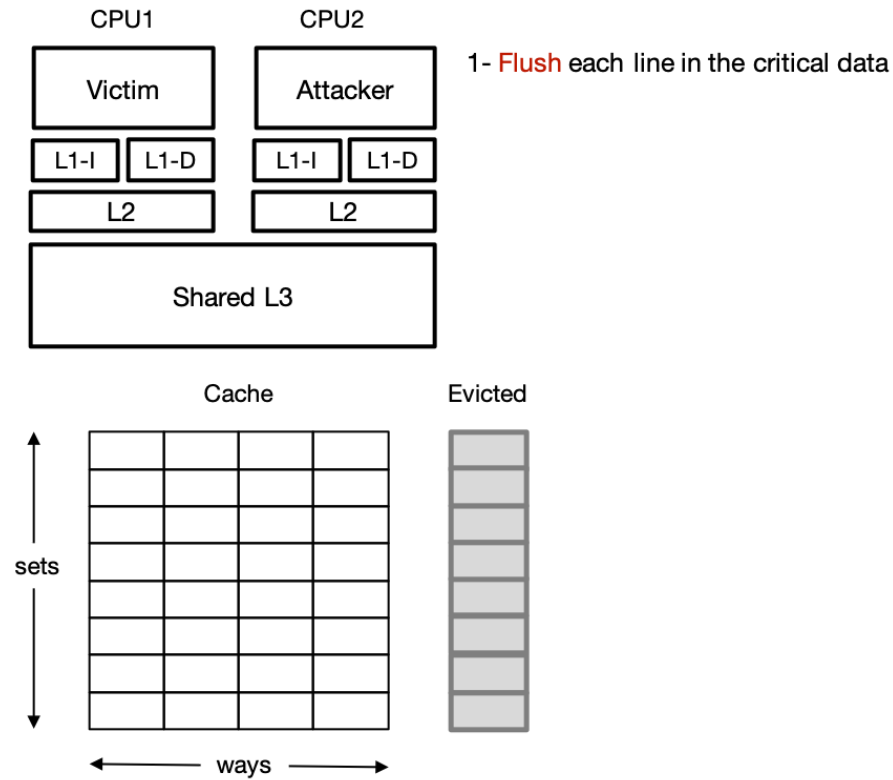 CPU1 CPU2
1- Flush each line in the critical data
Victim Attacker
L1-I L1-D L1-I L1-D
L2 L2
Shared L3
Cache Evicted
sets
ways